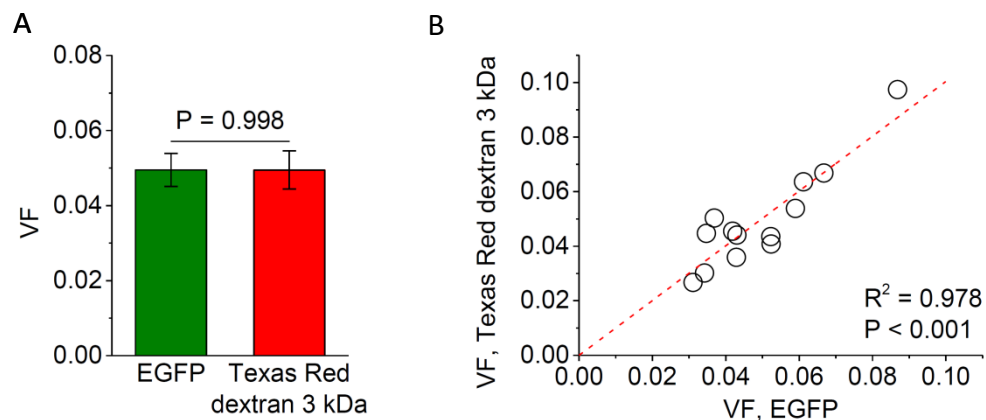 A
VF
0.08
0.06
0.04
0.02
0.00
P = 0.998
EGFP
Texas Red
dextran 3 kDa
B
VF, Texas Red dextran 3 kDa
0.10
0.08
0.06
0.04
0.02
0.00
R² = 0.978
P < 0.001
0.00 0.02 0.04 0.06 0.08 0.10
VF, EGFP